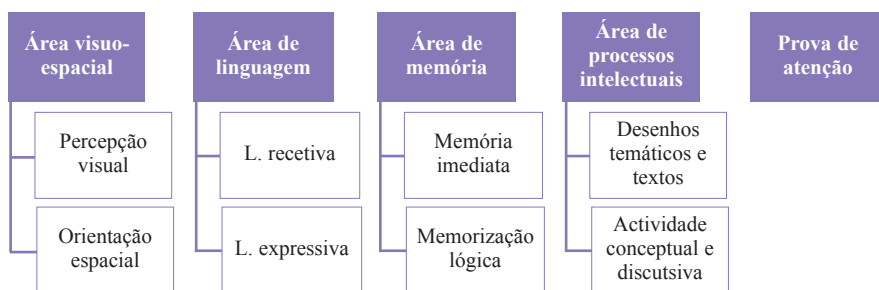 Área visuo-
espacial
Percepção
visual
Orientação
espacial
Área de
linguagem
L. recetiva
L. expressiva
Área de
memória
Memória
imediata
Memorização
lógica
Área de
processos
intelectuais
Desenhos
temáticos e
textos
Actividade
conceptual e
discutsiva
Prova de
atenção